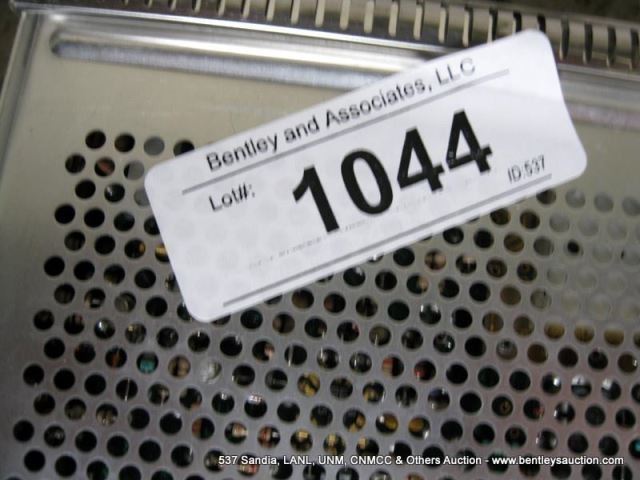 Bentley and Associates, LLC
Lot#: 1044
ID:537
537 Sandia, LANL, UNM, CNMCC & Others Auction - www.bentleysauction.com